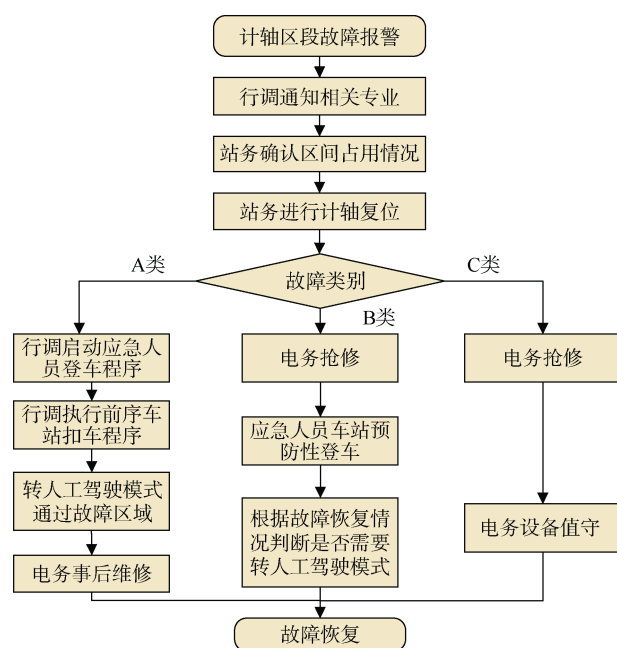 计轴区段故障报警
行调通知相关专业
站务确认区间占用情况
站务进行计轴复位
故障类别
A类
B类
C类
行调启动应急人
员登车程序
行调执行前序车
站扣车程序
转人工驾驶模式
通过故障区域
电务事后维修
电务抢修
应急人员车站预
防性登车
根据故障恢复情
况判断是否需要
转人工驾驶模式
电务抢修
电务设备值守
故障恢复